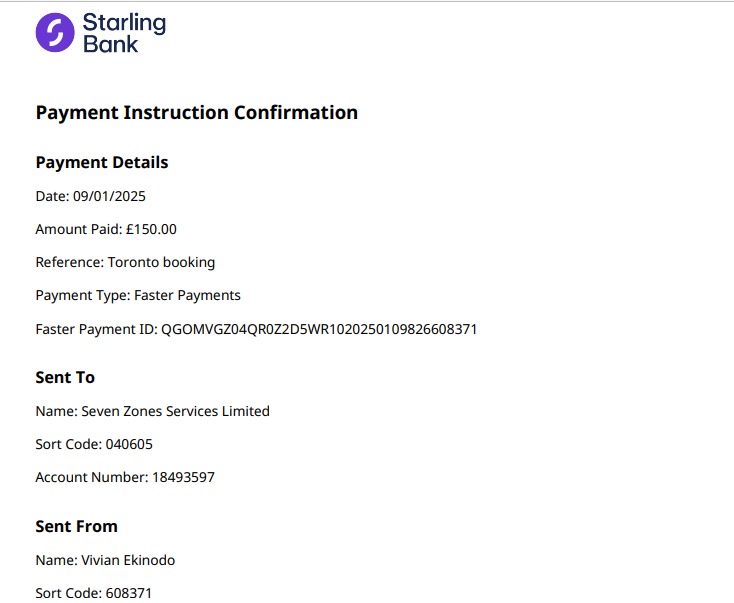 Starling
Bank
Payment Instruction Confirmation
Payment Details
Date: 09/01/2025
Amount Paid: £150.00
Reference: Toronto booking
Payment Type: Faster Payments
Faster Payment ID: QGOMVGZ04QR0Z2D5WR1020250109826608371
Sent To
Name: Seven Zones Services Limited
Sort Code: 040605
Account Number: 18493597
Sent From
Name: Vivian Ekinodo
Sort Code: 608371